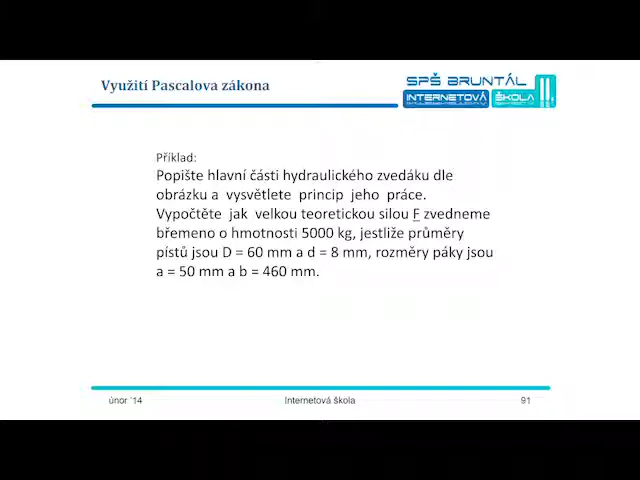 Využití Pascalova zákona
SPŠ BRUNTÁL
INTERNETOVÁ ŠKOLA II.
Příklad:
Popište hlavní části hydraulického zvedáku dle
obrázku a vysvětlete princip jeho práce.
Vypočtěte jak velkou teoretickou silou F zvedneme
břemeno o hmotnosti 5000 kg, jestliže průměry
pístů jsou D = 60 mm a d = 8 mm, rozměry páky jsou
a = 50 mm a b = 460 mm.
únor ´14
Internetová škola
91